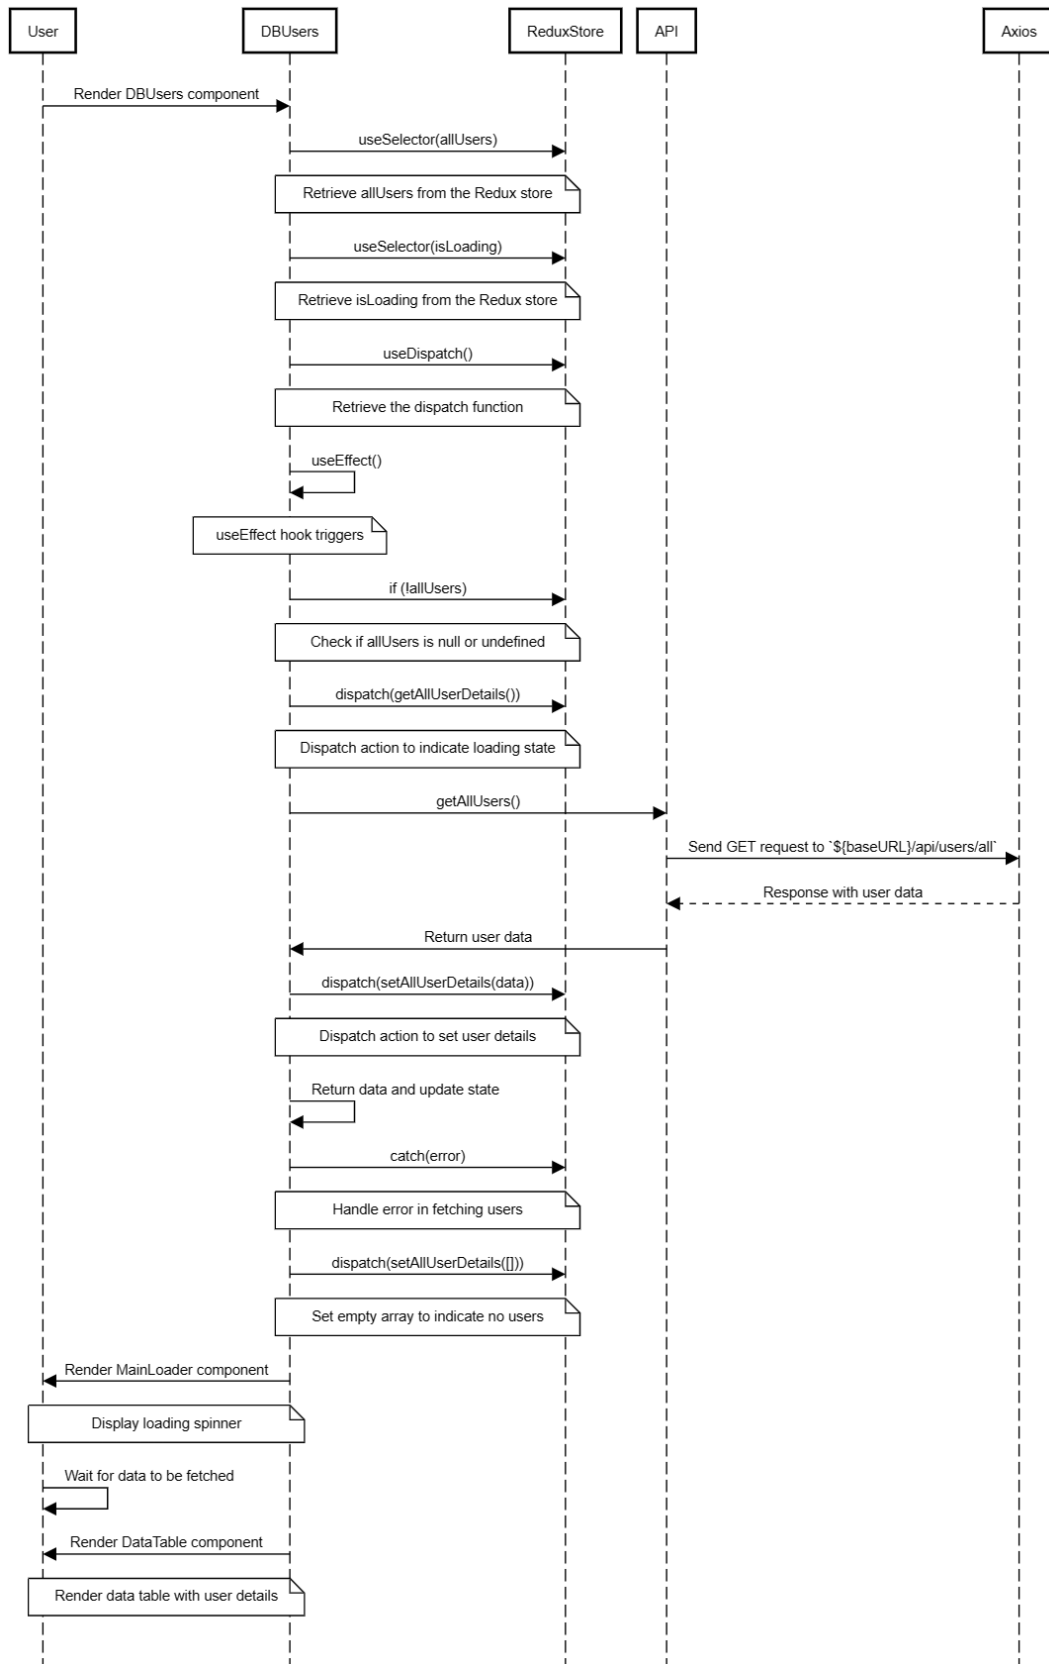 User
DBUsers
ReduxStore
API
Axios
Render DBUsers component
useSelector(allUsers)
Retrieve allUsers from the Redux store
useSelector(isLoading)
Retrieve isLoading from the Redux store
useDispatch()
Retrieve the dispatch function
useEffect()
useEffect hook triggers
if (!allUsers)
Check if allUsers is null or undefined
dispatch(getAllUserDetails())
Dispatch action to indicate loading state
getAllUsers()
Send GET request to `${baseURL}/api/users/all`
Response with user data
Return user data
dispatch(setAllUserDetails(data))
Dispatch action to set user details
Return data and update state
catch(error)
Handle error in fetching users
dispatch(setAllUserDetails([]))
Set empty array to indicate no users
Render MainLoader component
Display loading spinner
Wait for data to be fetched
Render DataTable component
Render data table with user details